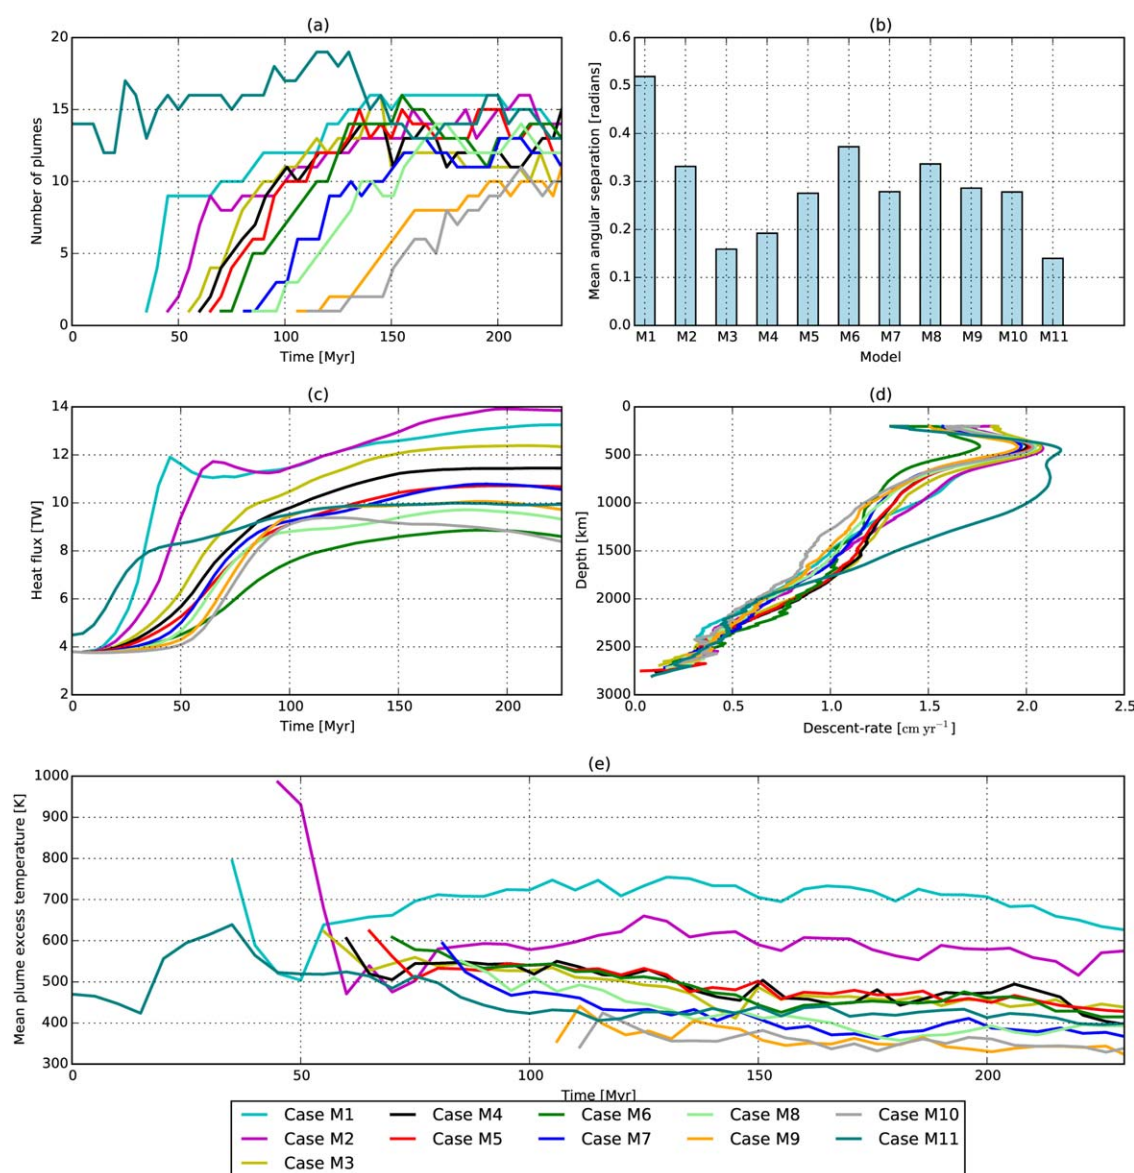 (a)
20
15
10
5
0
Number of plumes
0 50 100 150 200
Time [Myr]
(b)
0.6
0.5
0.4
0.3
0.2
0.1
0.0
Mean angular separation [radians]
M1 M2 M3 M4 M5 M6 M7 M8 M9 M10 M11
Model
(c)
14
12
10
8
6
4
2
Heat flux [TW]
0 50 100 150 200
Time [Myr]
(d)
0
500
1000
1500
2000
2500
3000
Depth [km]
0.0 0.5 1.0 1.5 2.0 2.5
Descent-rate [cm yr⁻¹]
(e)
1000
900
800
700
600
500
400
300
Mean plume excess temperature [K]
0 50 100 150 200
Time [Myr]
Case M1 Case M4 Case M6 Case M8 Case M10
Case M2 Case M5 Case M7 Case M9 Case M11
Case M3